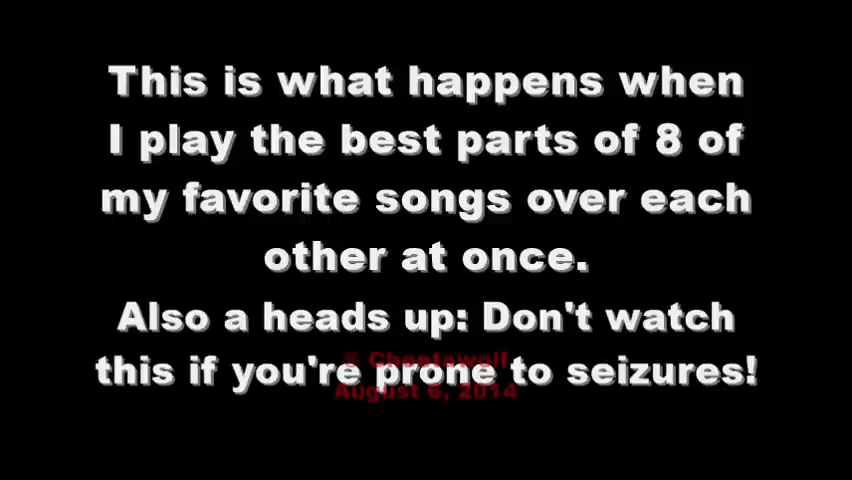 This is what happens when
I play the best parts of 8 of
my favorite songs over each
other at once.
Also a heads up: Don't watch
this if you're prone to seizures!
Cheetawolf
August 6, 2014